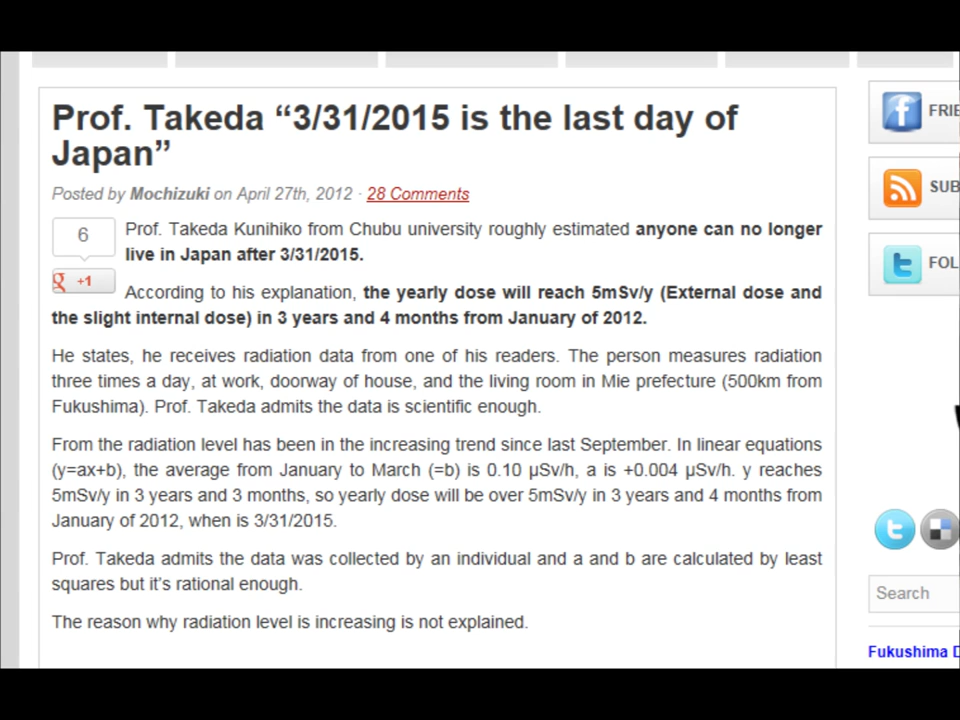 Prof. Takeda “3/31/2015 is the last day of
Japan”
Posted by Mochizuki on April 27th, 2012 · 28 Comments
6
+1
Prof. Takeda Kunihiko from Chubu university roughly estimated anyone can no longer
live in Japan after 3/31/2015.
According to his explanation, the yearly dose will reach 5mSv/y (External dose and
the slight internal dose) in 3 years and 4 months from January of 2012.
He states, he receives radiation data from one of his readers. The person measures radiation
three times a day, at work, doorway of house, and the living room in Mie prefecture (500km from
Fukushima). Prof. Takeda admits the data is scientific enough.
From the radiation level has been in the increasing trend since last September. In linear equations
(y=ax+b), the average from January to March (=b) is 0.10 μSv/h, a is +0.004 μSv/h. y reaches
5mSv/y in 3 years and 3 months, so yearly dose will be over 5mSv/y in 3 years and 4 months from
January of 2012, when is 3/31/2015.
Prof. Takeda admits the data was collected by an individual and a and b are calculated by least
squares but it’s rational enough.
The reason why radiation level is increasing is not explained.
FRIE
SUB
FOL
Search
Fukushima D